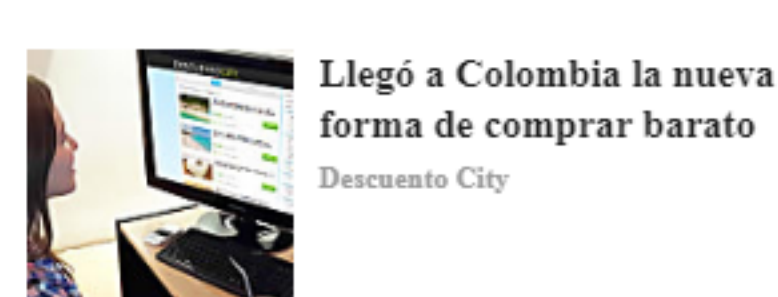 Llegó a Colombia la nueva
forma de comprar barato
Descuento City